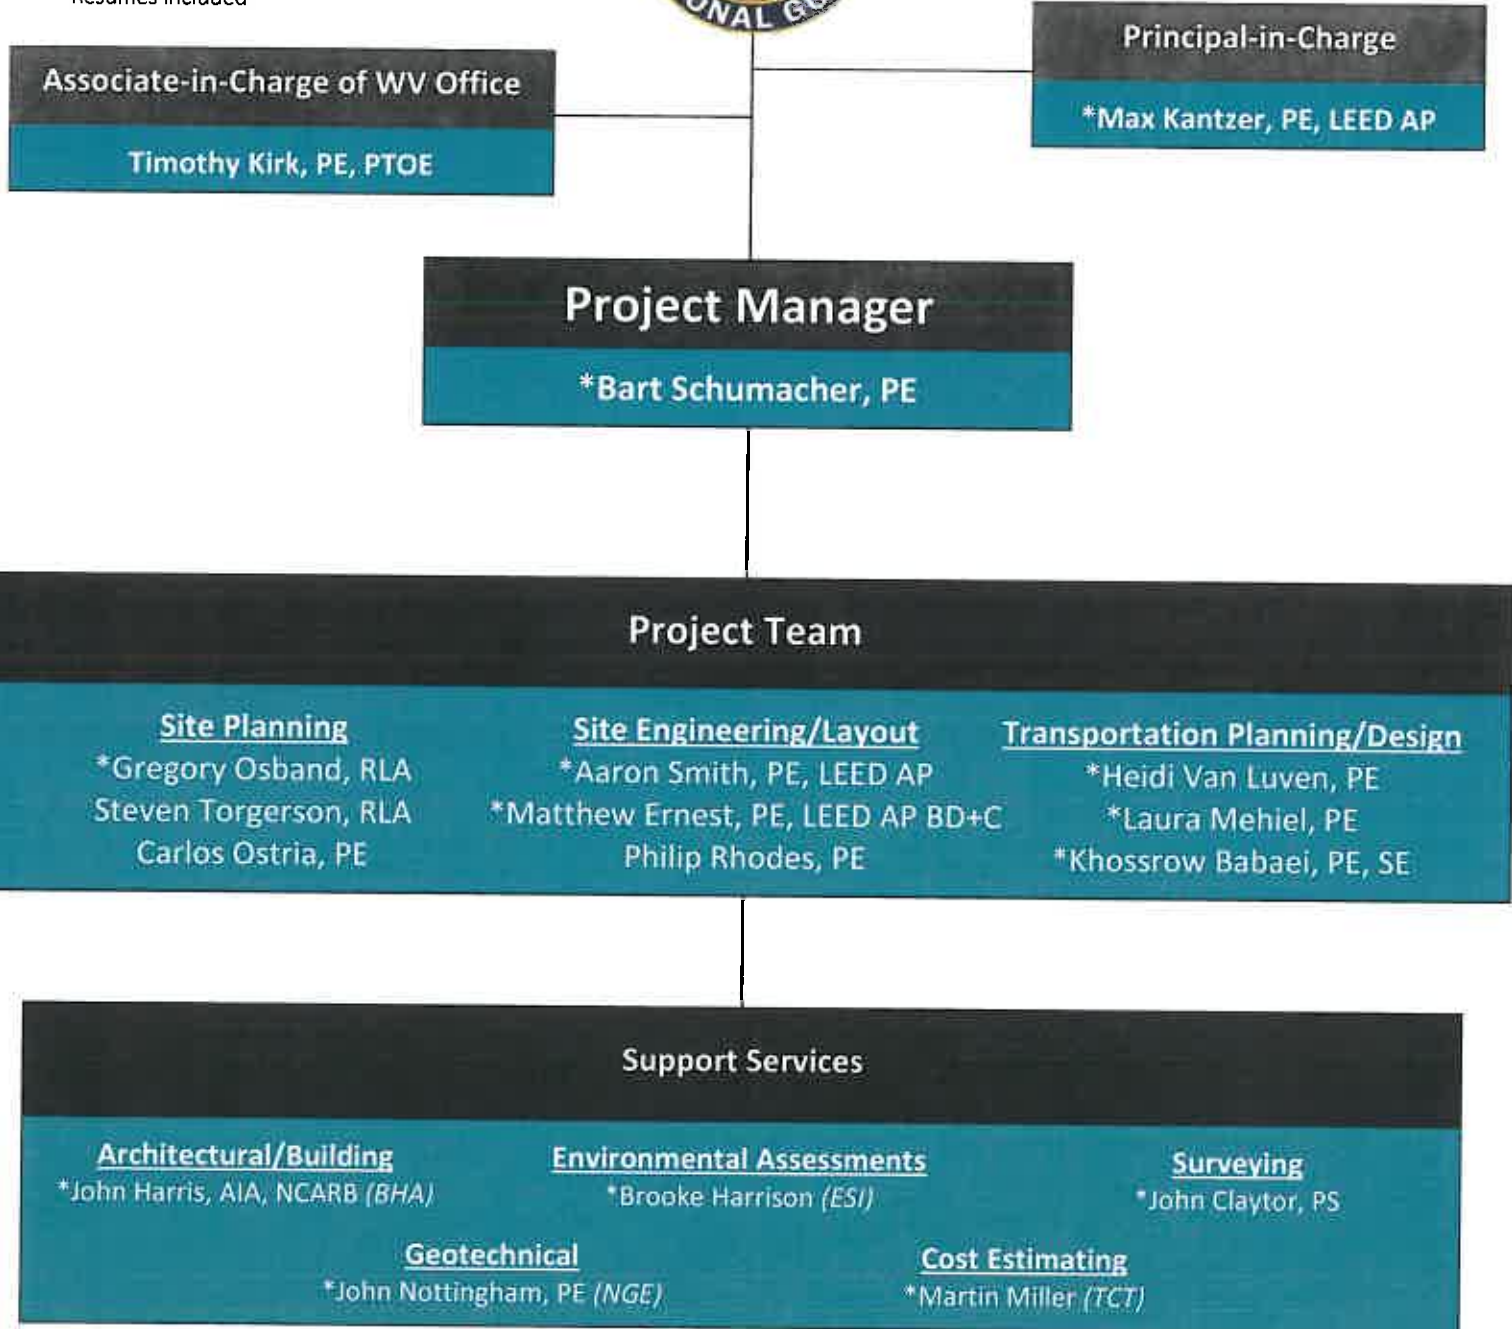 Resumes included
ONAL GU
Principal-in-Charge
*Max Kantzer, PE, LEED AP
Associate-in-Charge of WV Office
Timothy Kirk, PE, PTOE
Project Manager
*Bart Schumacher, PE
Project Team
Site Planning
*Gregory Osband, RLA
Steven Torgerson, RLA
Carlos Ostria, PE
Site Engineering/Layout
*Aaron Smith, PE, LEED AP
*Matthew Ernest, PE, LEED AP BD+C
Philip Rhodes, PE
Transportation Planning/Design
*Heidi Van Luven, PE
*Laura Mehiel, PE
*Khossrow Babaei, PE, SE
Support Services
Architectural/Building
*John Harris, AIA, NCARB (BHA)
Environmental Assessments
*Brooke Harrison (ESI)
Surveying
*John Claytor, PS
Geotechnical
*John Nottingham, PE (NGE)
Cost Estimating
*Martin Miller (TCT)